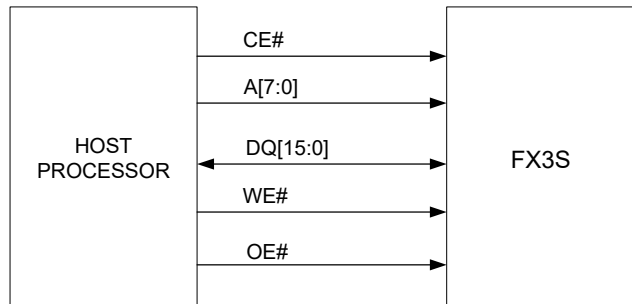 CE#
A[7:0]
HOST
PROCESSOR
DQ[15:0]
FX3S
WE#
OE#